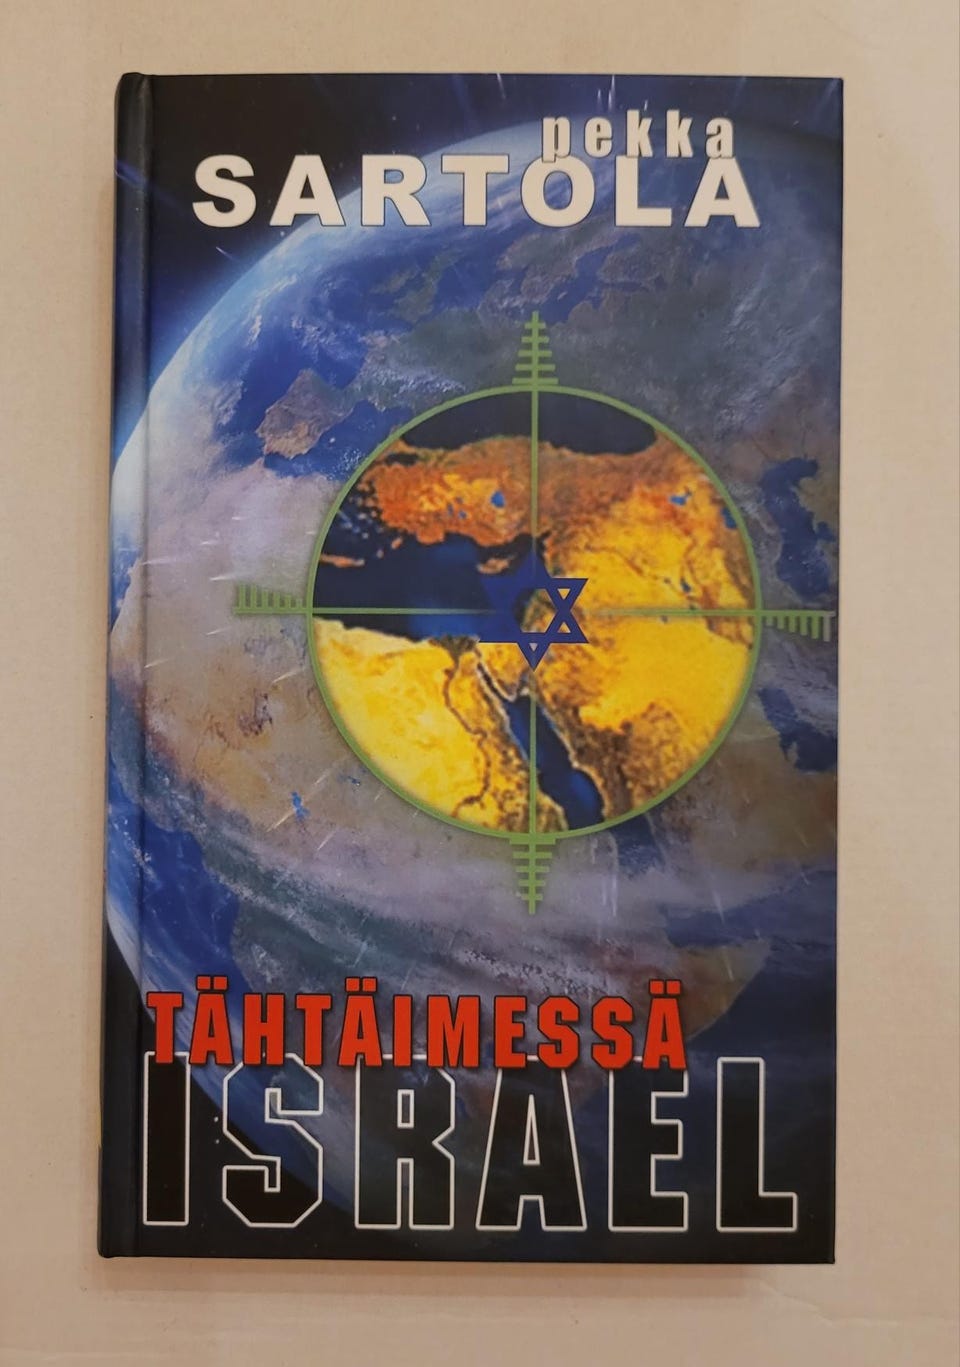 pekka
SARTOLA
TÄHTÄIMESSÄ
ISRAEL